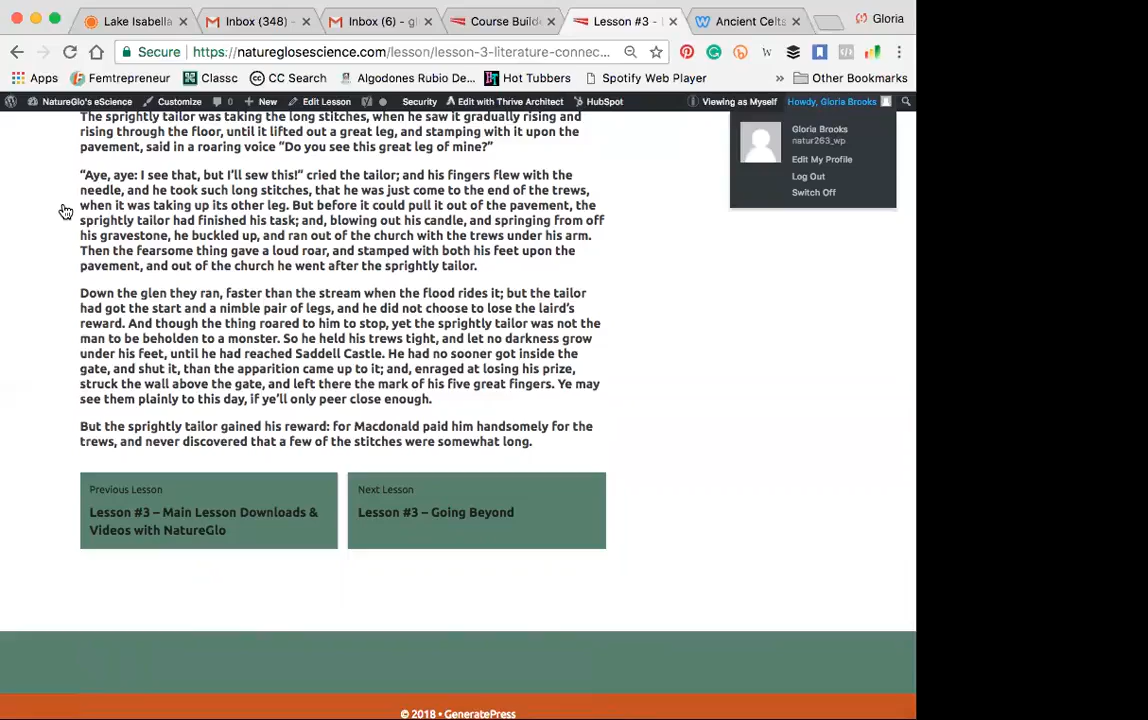 Lake Isabella
Inbox (348) -
Inbox (6) - gl
Course Builde
Lesson #3 -
Ancient Celts
Gloria
Secure
https://natureglosescience.com/lesson/lesson-3-literature-connec...
Apps
Femtrepreneur
Classc
CC Search
Algodones Rubio De...
Hot Tubbers
Spotify Web Player
»
Other Bookmarks
NatureGlo's eScience
Customize
0
+ New
Edit Lesson
Security
Edit with Thrive Architect
HubSpot
Viewing as Myself
Howdy, Gloria Brooks
Gloria Brooks
natur263_wp
Edit My Profile
Log Out
Switch Off
The sprightly tailor was taking the long stitches, when he saw it gradually rising and
rising through the floor, until it lifted out a great leg, and stamping with it upon the
pavement, said in a roaring voice “Do you see this great leg of mine?”
“Aye, aye: I see that, but I’ll sew this!“ cried the tailor; and his fingers flew with the
needle, and he took such long stitches, that he was just come to the end of the trews,
when it was taking up its other leg. But before it could pull it out of the pavement, the
sprightly tailor had finished his task; and, blowing out his candle, and springing from off
his gravestone, he buckled up, and ran out of the church with the trews under his arm.
Then the fearsome thing gave a loud roar, and stamped with both his feet upon the
pavement, and out of the church he went after the sprightly tailor.
Down the glen they ran, faster than the stream when the flood rides it; but the tailor
had got the start and a nimble pair of legs, and he did not choose to lose the laird’s
reward. And though the thing roared to him to stop, yet the sprightly tailor was not the
man to be beholden to a monster. So he held his trews tight, and let no darkness grow
under his feet, until he had reached Saddell Castle. He had no sooner got inside the
gate, and shut it, than the apparition came up to it; and, enraged at losing his prize,
struck the wall above the gate, and left there the mark of his five great fingers. Ye may
see them plainly to this day, if ye’ll only peer close enough.
But the sprightly tailor gained his reward: for Macdonald paid him handsomely for the
trews, and never discovered that a few of the stitches were somewhat long.
Previous Lesson
Lesson #3 – Main Lesson Downloads &
Videos with NatureGlo
Next Lesson
Lesson #3 – Going Beyond
© 2018 • GeneratePress